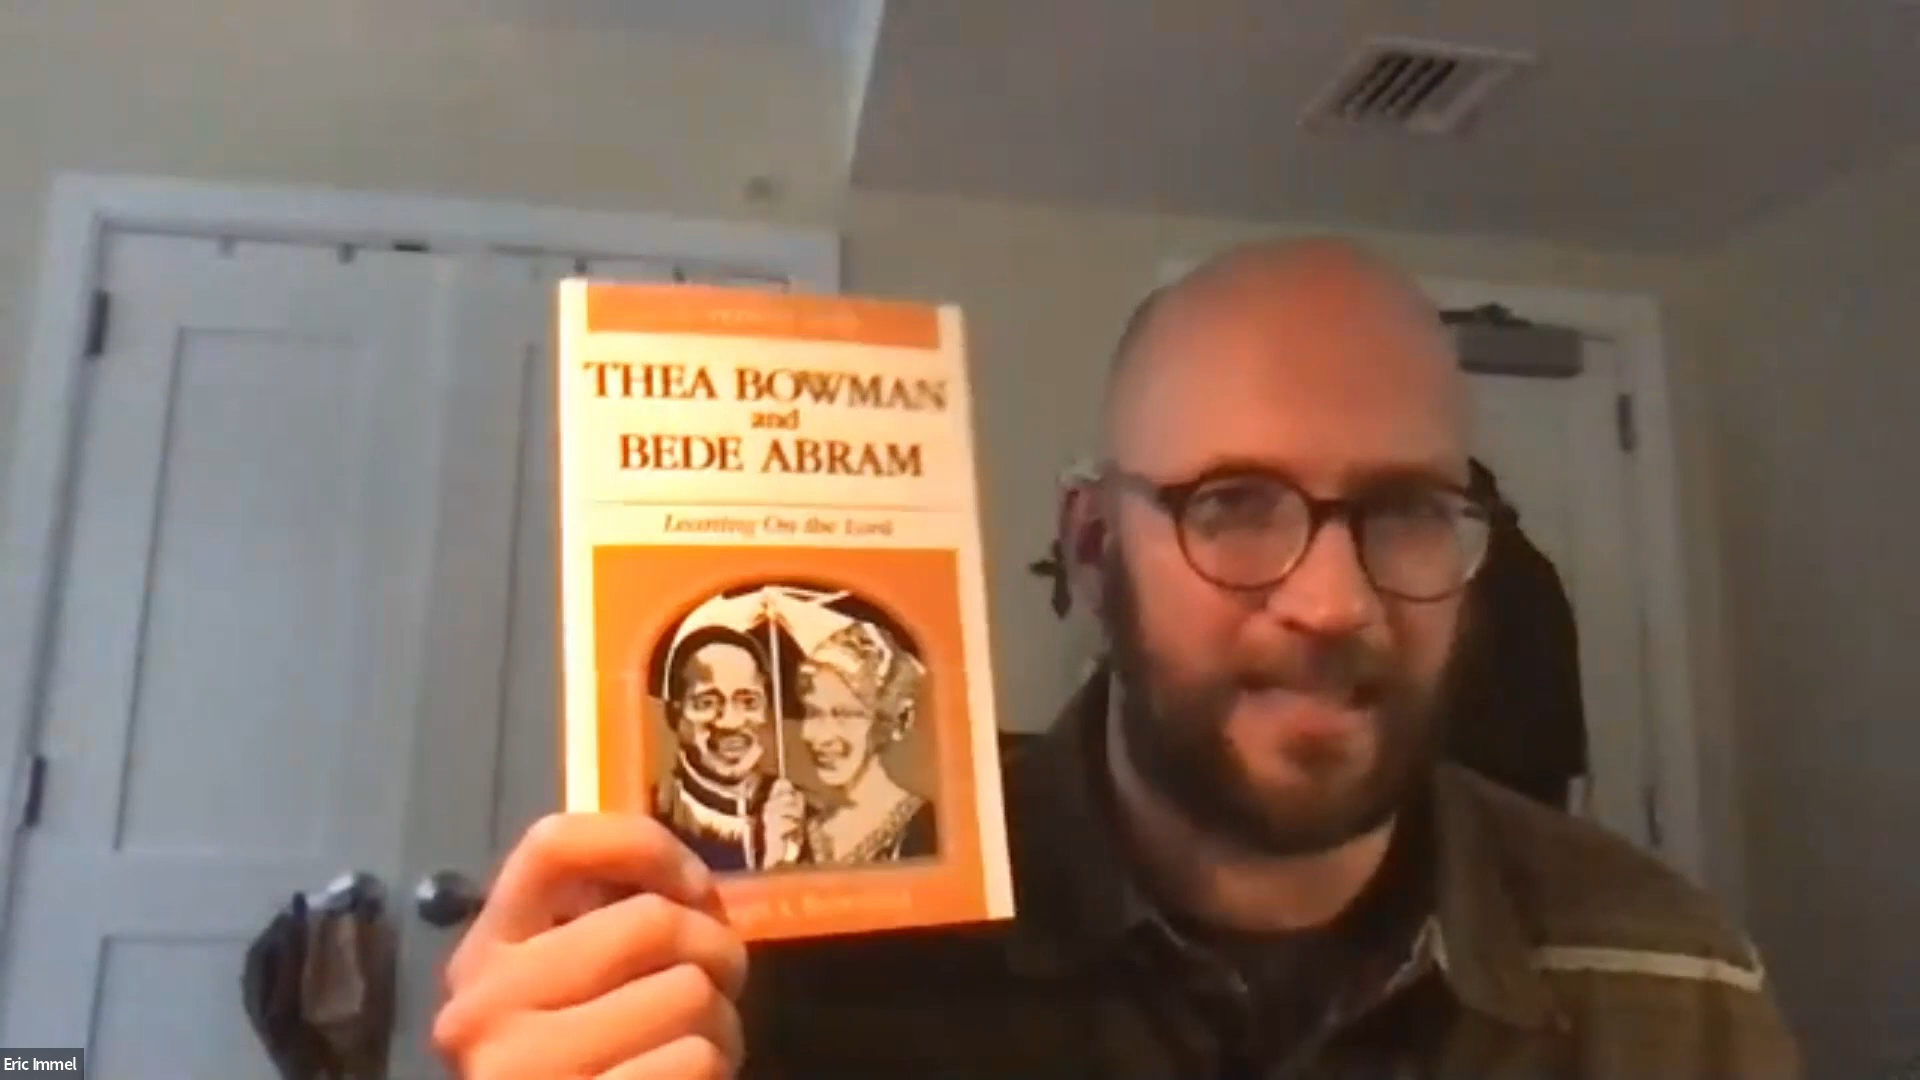 THEA BOWMAN
and
BEDE ABRAM
Leaning On the Lord
Eric Immel